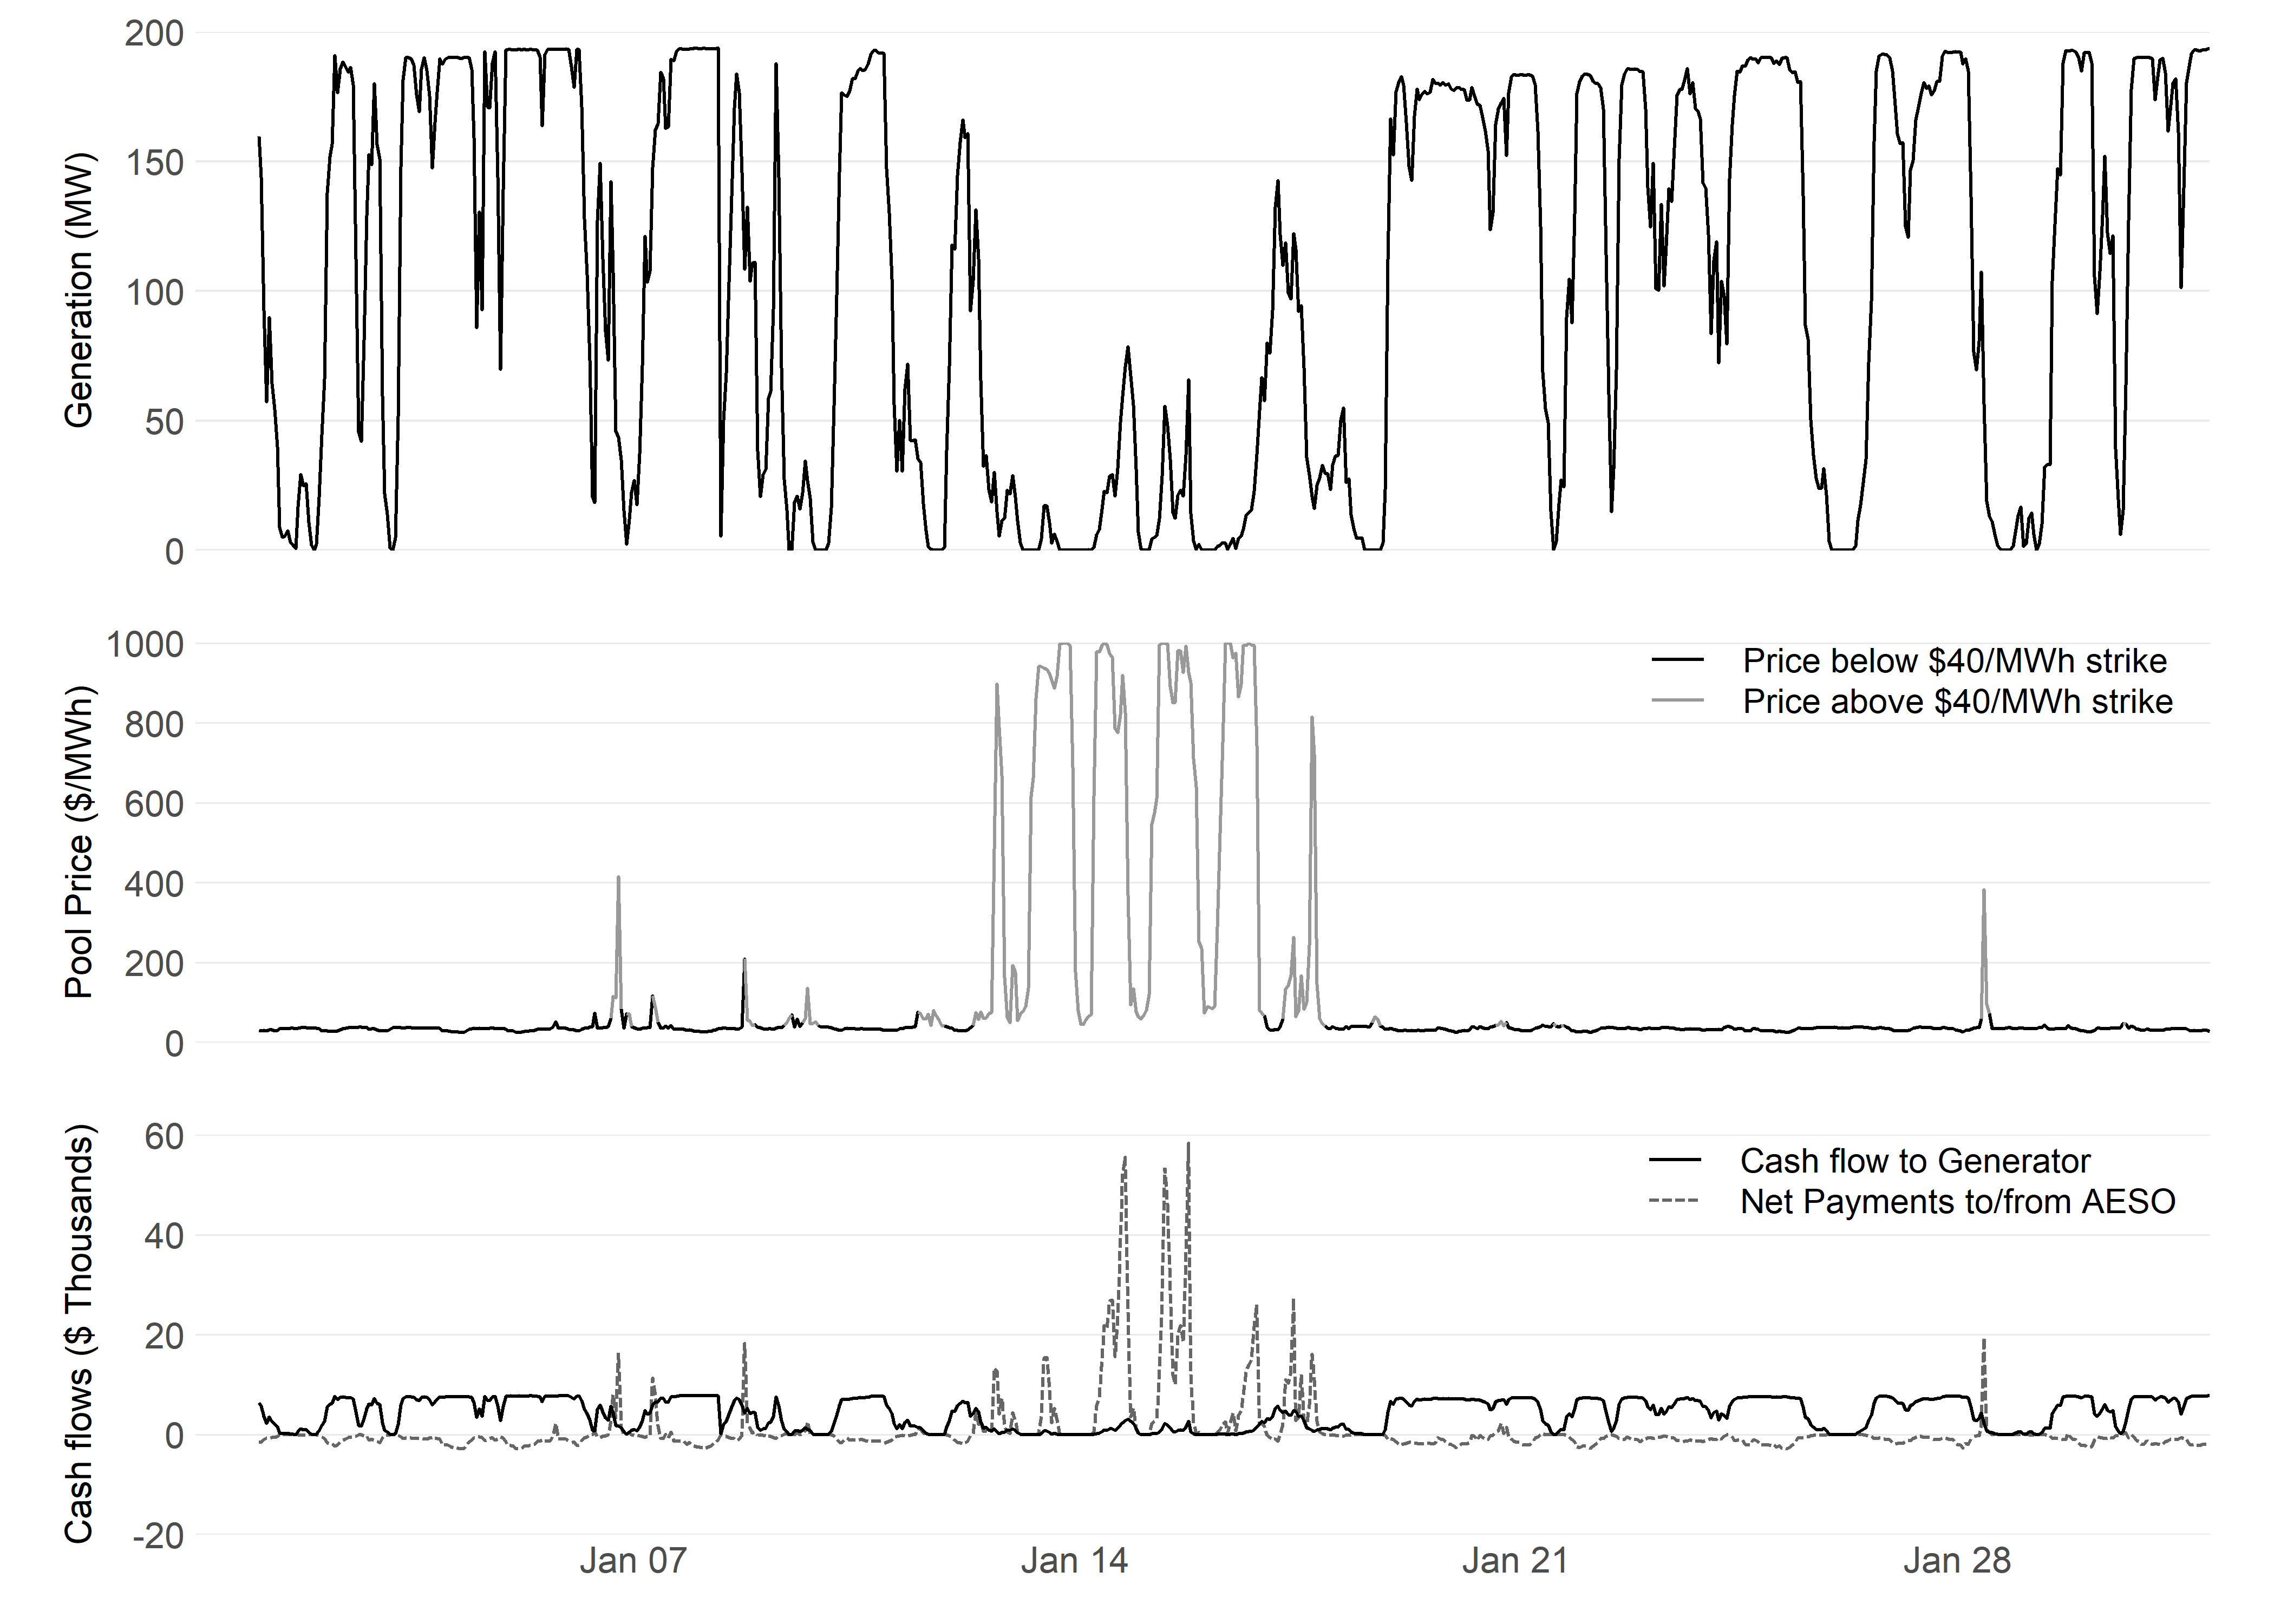 200
150
100
50
0
Generation (MW)
1000
800
600
400
200
0
Pool Price ($/MWh)
Price below $40/MWh strike
Price above $40/MWh strike
60
40
20
0
-20
Cash flows ($ Thousands)
Cash flow to Generator
Net Payments to/from AESO
Jan 07
Jan 14
Jan 21
Jan 28